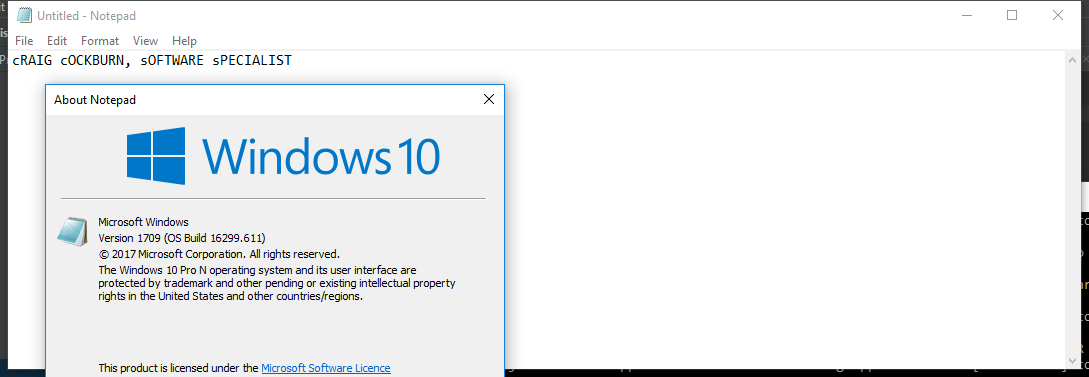 Untitled - Notepad
File Edit Format View Help
cRAIG cOCKBURN, sOFTWARE sPECIALIST
About Notepad
Windows 10
Microsoft Windows
Version 1709 (OS Build 16299.611)
© 2017 Microsoft Corporation. All rights reserved.
The Windows 10 Pro N operating system and its user interface are
protected by trademark and other pending or existing intellectual property
rights in the United States and other countries/regions.
This product is licensed under the Microsoft Software Licence